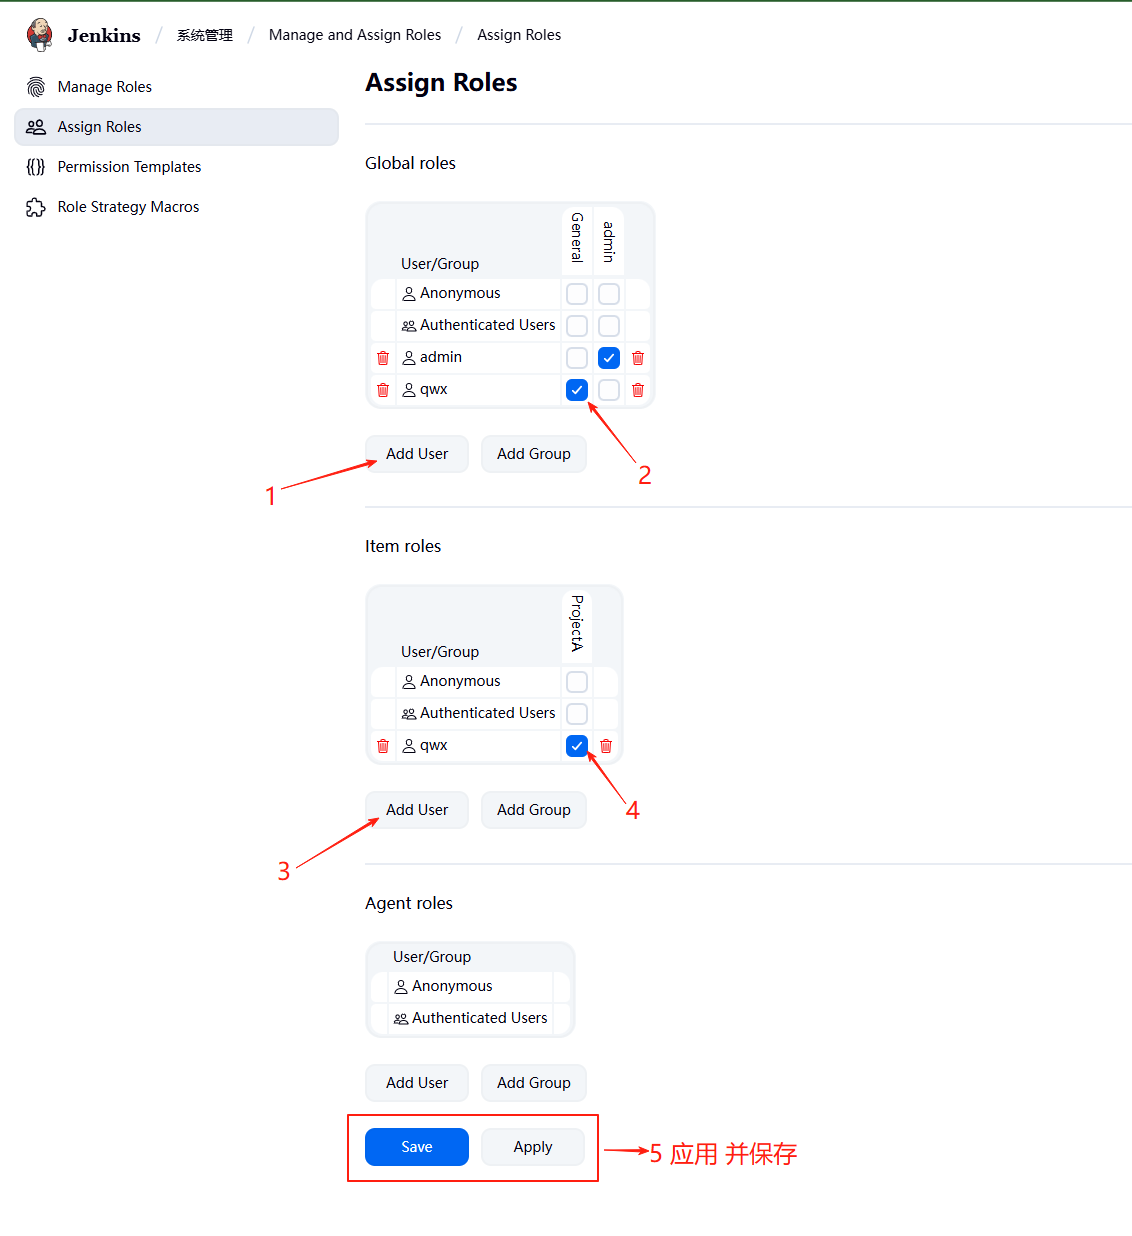 Jenkins / 系统管理 / Manage and Assign Roles / Assign Roles
Manage Roles
Assign Roles
Permission Templates
Role Strategy Macros
Assign Roles
Global roles
User/Group General admin
Anonymous
Authenticated Users
admin
qwx
Add User Add Group
1
2
Item roles
User/Group ProjectA
Anonymous
Authenticated Users
qwx
Add User Add Group
3
4
Agent roles
User/Group
Anonymous
Authenticated Users
Add User Add Group
Save Apply
5 应用 并保存